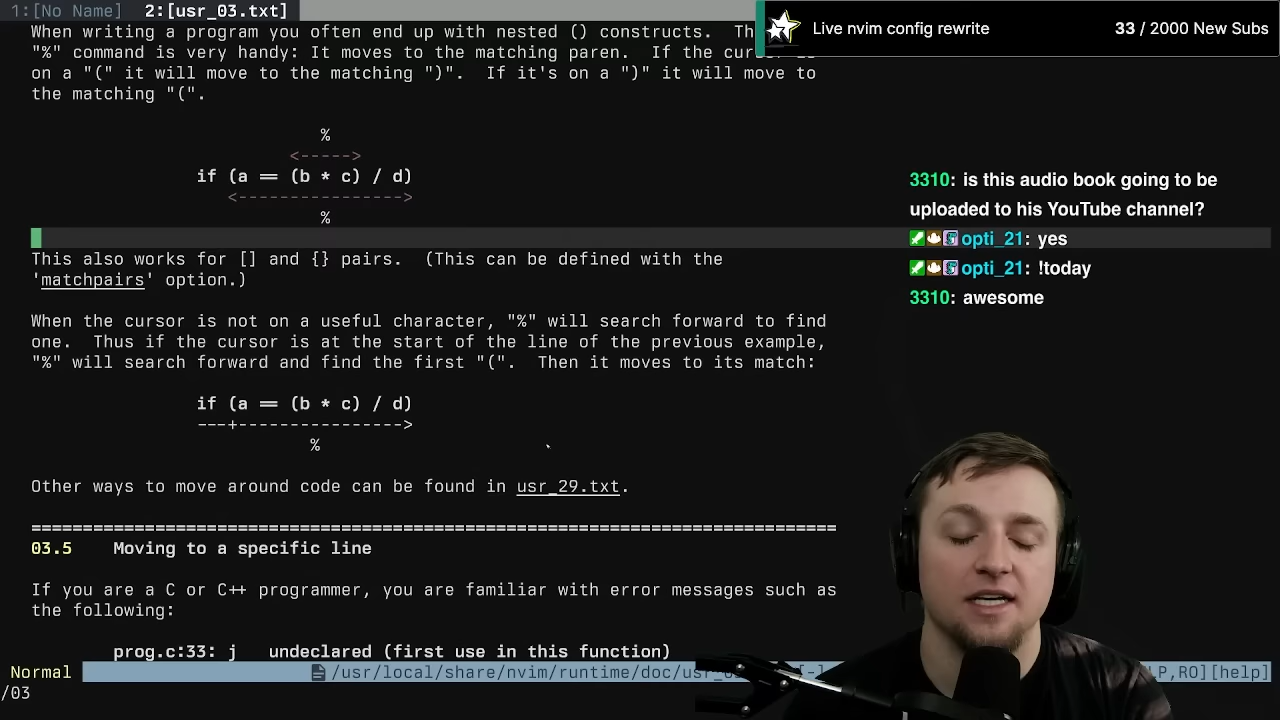 1:[No Name] 2:[usr_03.txt]
Live nvim config rewrite 33 / 2000 New Subs
When writing a program you often end up with nested () constructs.
"%" command is very handy: It moves to the matching paren. If the
on a "(" it will move to the matching ")". If it's on a ")" it will move to
the matching "(".
%
<----->
if (a == (b * c) / d)
<---------------->
%
This also works for [] and {} pairs. (This can be defined with the
'matchpairs' option.)
When the cursor is not on a useful character, "%" will search forward to find
one. Thus if the cursor is at the start of the line of the previous example,
"%" will search forward and find the first "(". Then it moves to its match:
if (a == (b * c) / d)
---+---------------->
%
Other ways to move around code can be found in usr_29.txt.
==============================================================================
03.5 Moving to a specific line
If you are a C or C++ programmer, you are familiar with error messages such as
the following:
prog.c:33: j undeclared (first use in this function)
Normal /usr/local/share/nvim/runtime/doc/usr_0 [-] LP,RO][help]
/03
3310: is this audio book going to be
uploaded to his YouTube channel?
opti_21: yes
opti_21: !today
3310: awesome